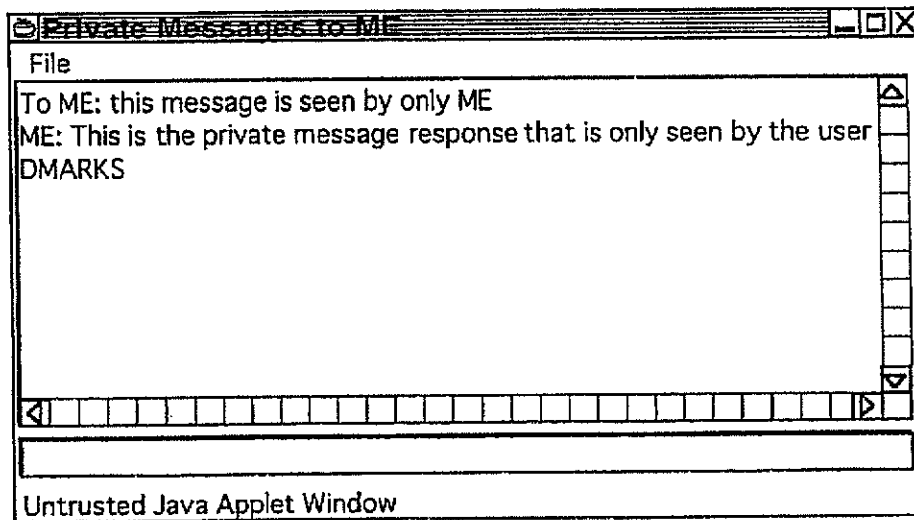 Private Messages to ME
File
To ME: this message is seen by only ME
ME: This is the private message response that is only seen by the user
DMARKS
Untrusted Java Applet Window